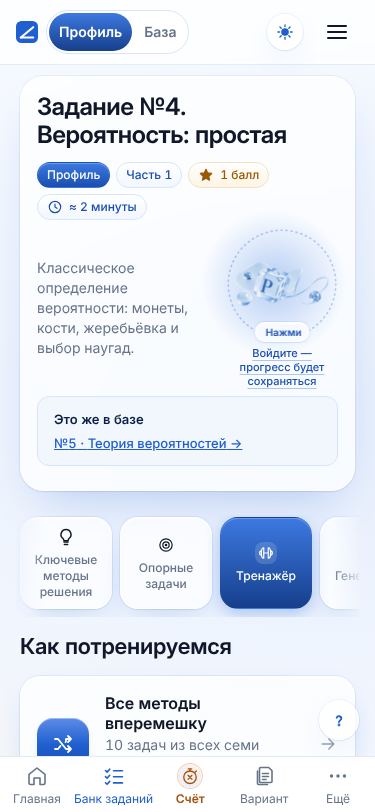 Профиль База
Задание №4.
Вероятность: простая
Профиль Часть 1 1 балл
≈ 2 минуты
Классическое
определение
вероятности: монеты,
кости, жеребьёвка и
выбор наугад.
P
Нажми
Войдите —
прогресс будет
сохраняться
Это же в базе
№5 · Теория вероятностей →
Ключевые
методы
решения
Опорные
задачи
Тренажёр
Как потренируемся
Все методы
вперемешку
10 задач из всех семи
?
Главная Банк заданий Счёт Вариант Ещё